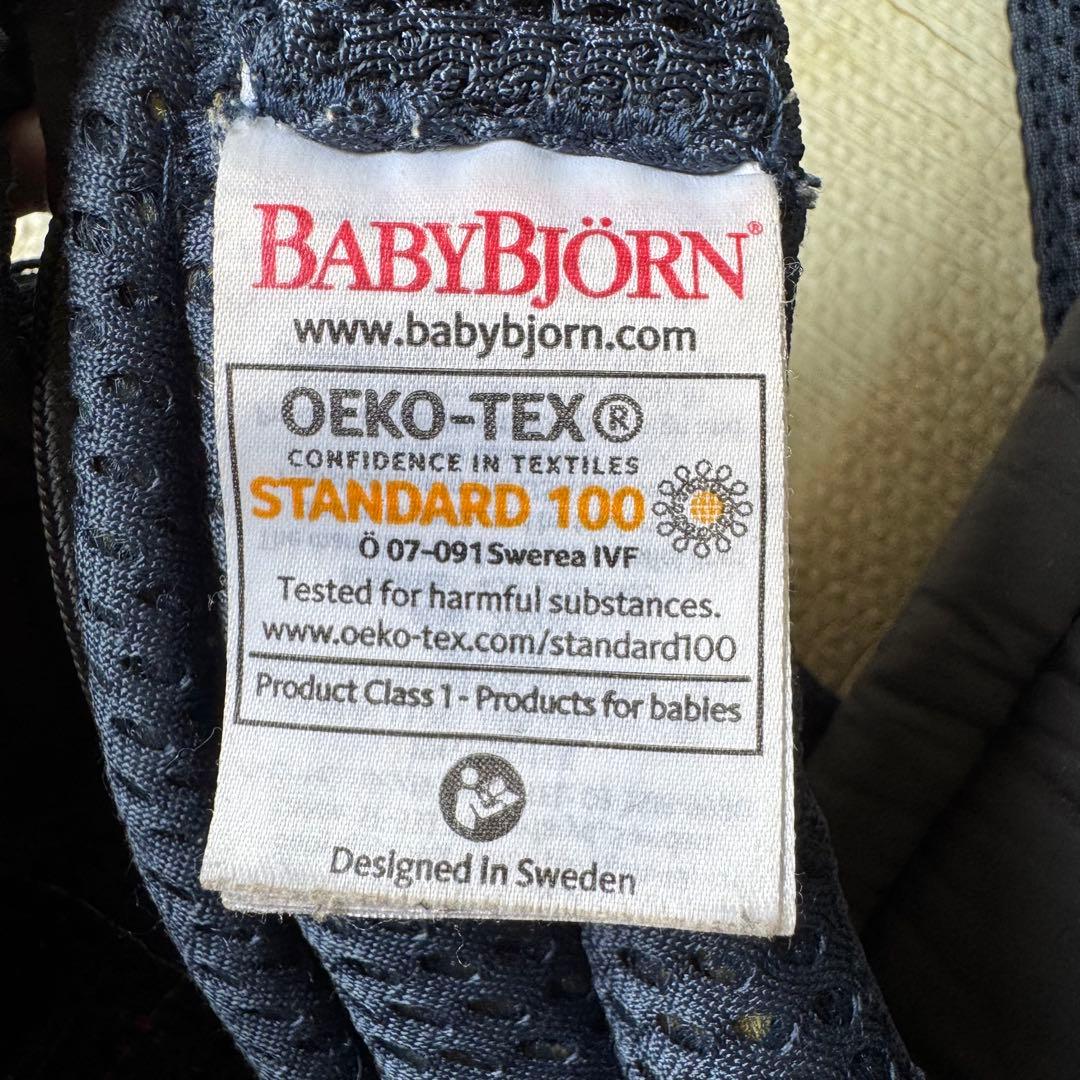 BABYBJÖRN®
www.babybjorn.com
OEKO-TEX®
CONFIDENCE IN TEXTILES
STANDARD 100
Ö 07-091 Swerea IVF
Tested for harmful substances.
www.oeko-tex.com/standard100
Product Class 1 - Products for babies
Designed in Sweden